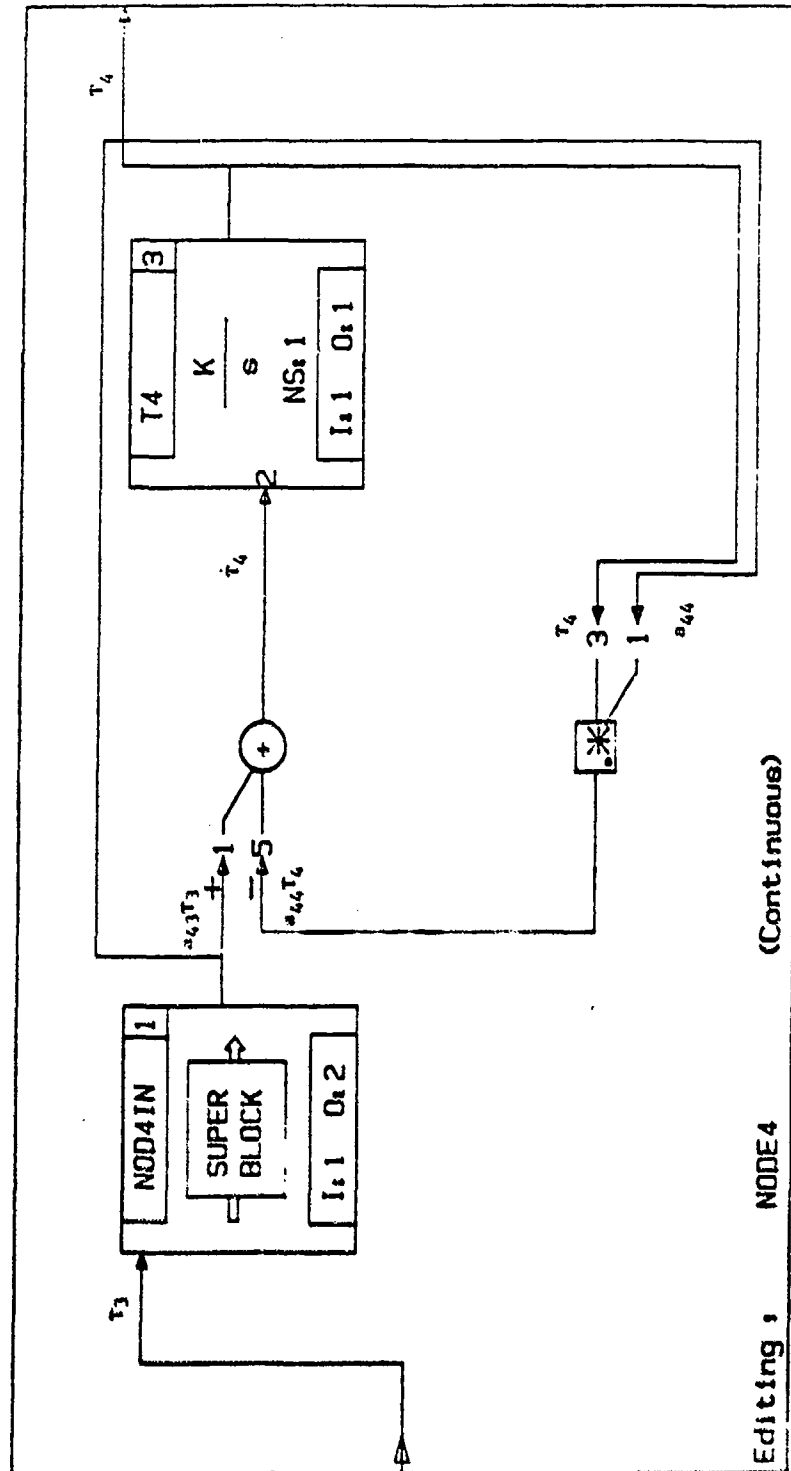 T₃
NOD4IN 1
SUPER
BLOCK
I: 1 O: 2
a₄₃T₃
+
1
−
5
a₄₄T₄
+
Ṫ₄
2
T4 3
K
s
NS: 1
I: 1 O: 1
T₄
.*
T₄
3
1
a₄₄
Editing : NODE4 (Continuous)